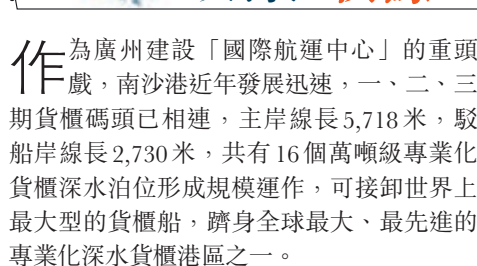 作為廣州建設「國際航運中心」的重頭
戲，南沙港近年發展迅速，一、二、三
期貨櫃碼頭已相連，主岸線長5,718米，駁
船岸線長2,730米，共有16個萬噸級專業化
貨櫃深水泊位形成規模運作，可接卸世界上
最大型的貨櫃船，躋身全球最大、最先進的
專業化深水貨櫃港區之一。